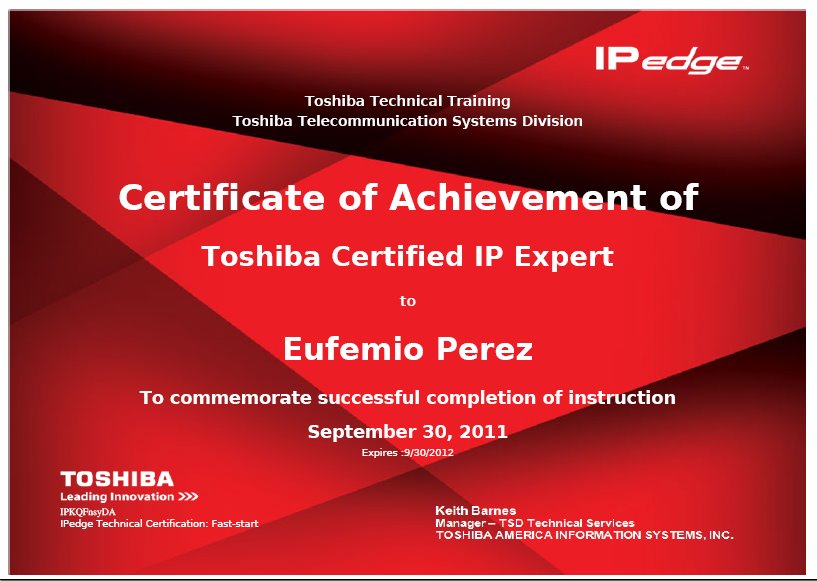 IPedge™
Toshiba Technical Training
Toshiba Telecommunication Systems Division
Certificate of Achievement of
Toshiba Certified IP Expert
to
Eufemio Perez
To commemorate successful completion of instruction
September 30, 2011
Expires :9/30/2012
TOSHIBA
Leading Innovation >>>
IPKQFnsyDA
IPedge Technical Certification: Fast-start
Keith Barnes
Manager – TSD Technical Services
TOSHIBA AMERICA INFORMATION SYSTEMS, INC.